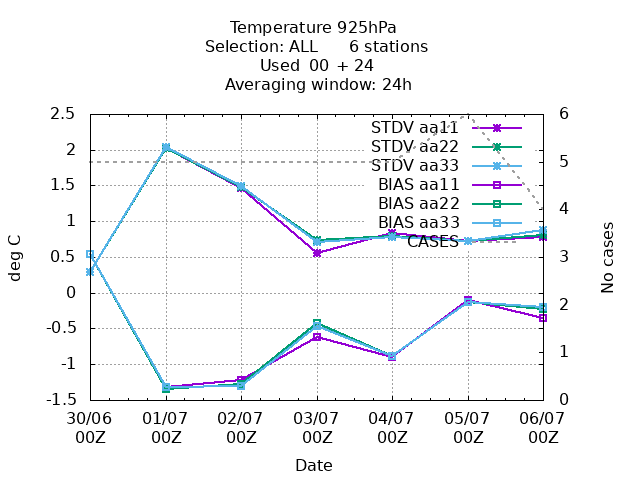 Temperature 925hPa
Selection: ALL 6 stations
Used 00 + 24
Averaging window: 24h
deg C
2.5
2
1.5
1
0.5
0
-0.5
-1
-1.5
STDV aa11
STDV aa22
STDV aa33
BIAS aa11
BIAS aa22
BIAS aa33
CASES
6
5
4
3
2
1
0
No cases
30/06 01/07 02/07 03/07 04/07 05/07 06/07
00Z 00Z 00Z 00Z 00Z 00Z 00Z
Date